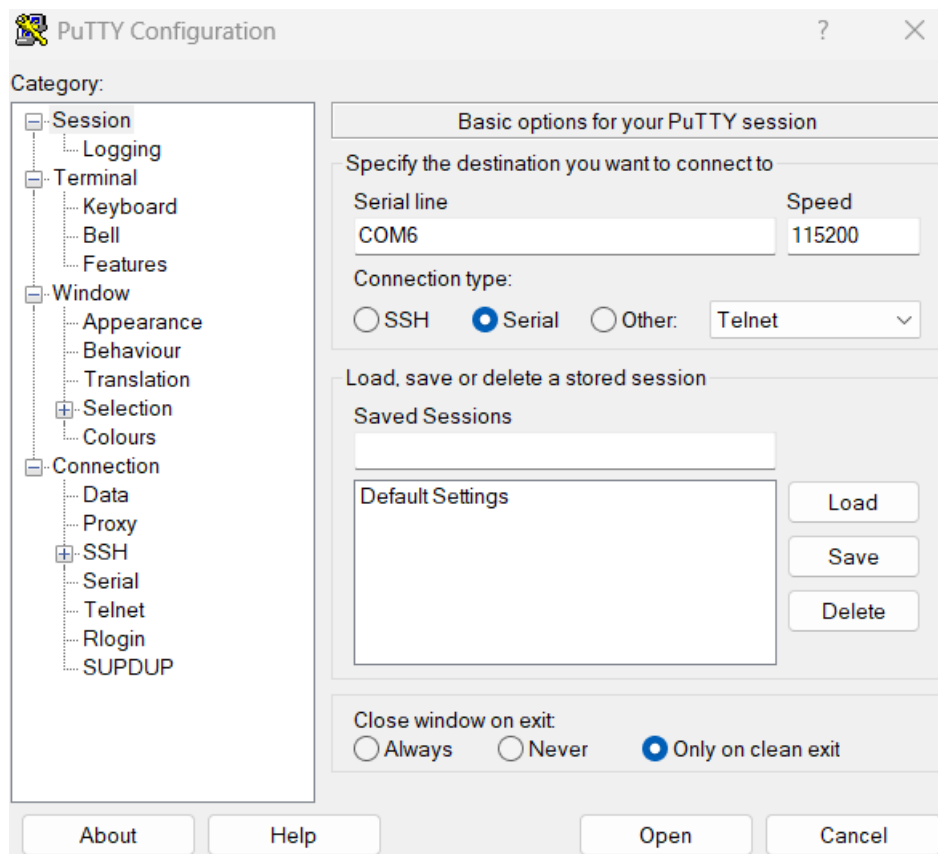 PuTTY Configuration
?
Category:
Session
Logging
Terminal
Keyboard
Bell
Features
Window
Appearance
Behaviour
Translation
Selection
Colours
Connection
Data
Proxy
SSH
Serial
Telnet
Rlogin
SUPDUP
Basic options for your PuTTY session
Specify the destination you want to connect to
Serial line Speed
COM6 115200
Connection type:
SSH Serial Other: Telnet
Load, save or delete a stored session
Saved Sessions
Default Settings
Load
Save
Delete
Close window on exit:
Always Never Only on clean exit
About Help Open Cancel